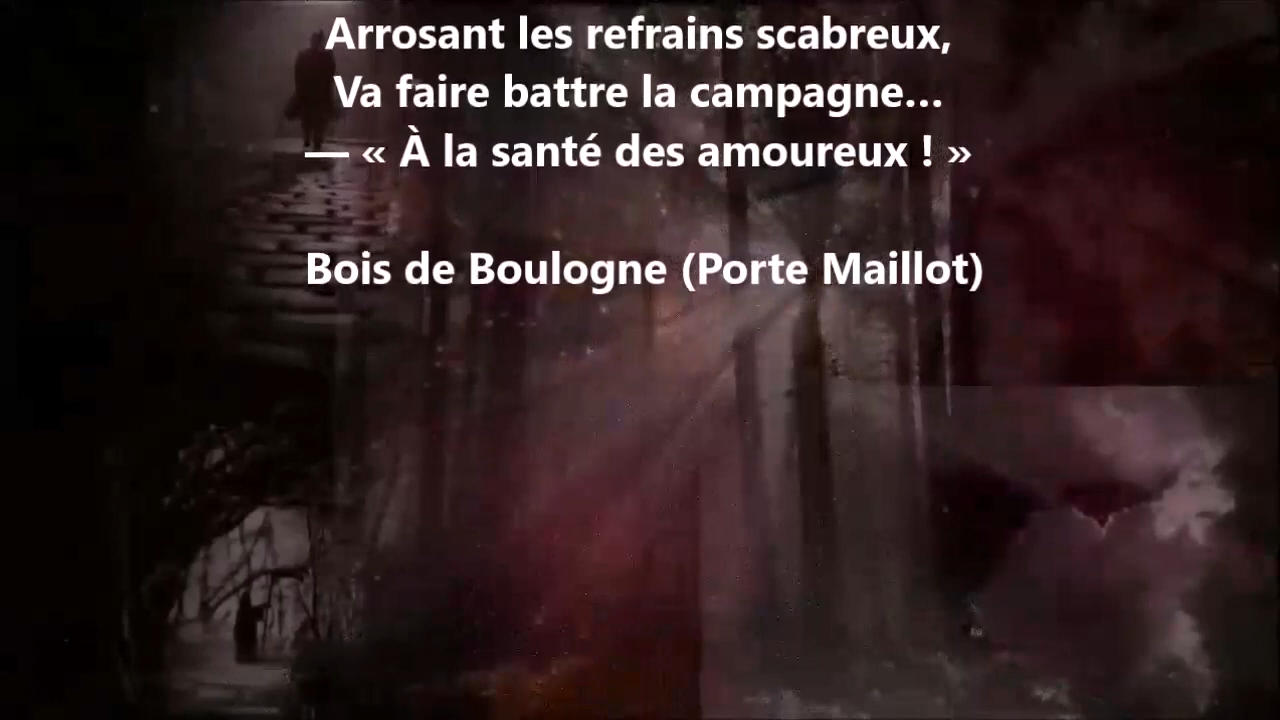 Arrosant les refrains scabreux,
Va faire battre la campagne…
— « À la santé des amoureux ! »
Bois de Boulogne (Porte Maillot)